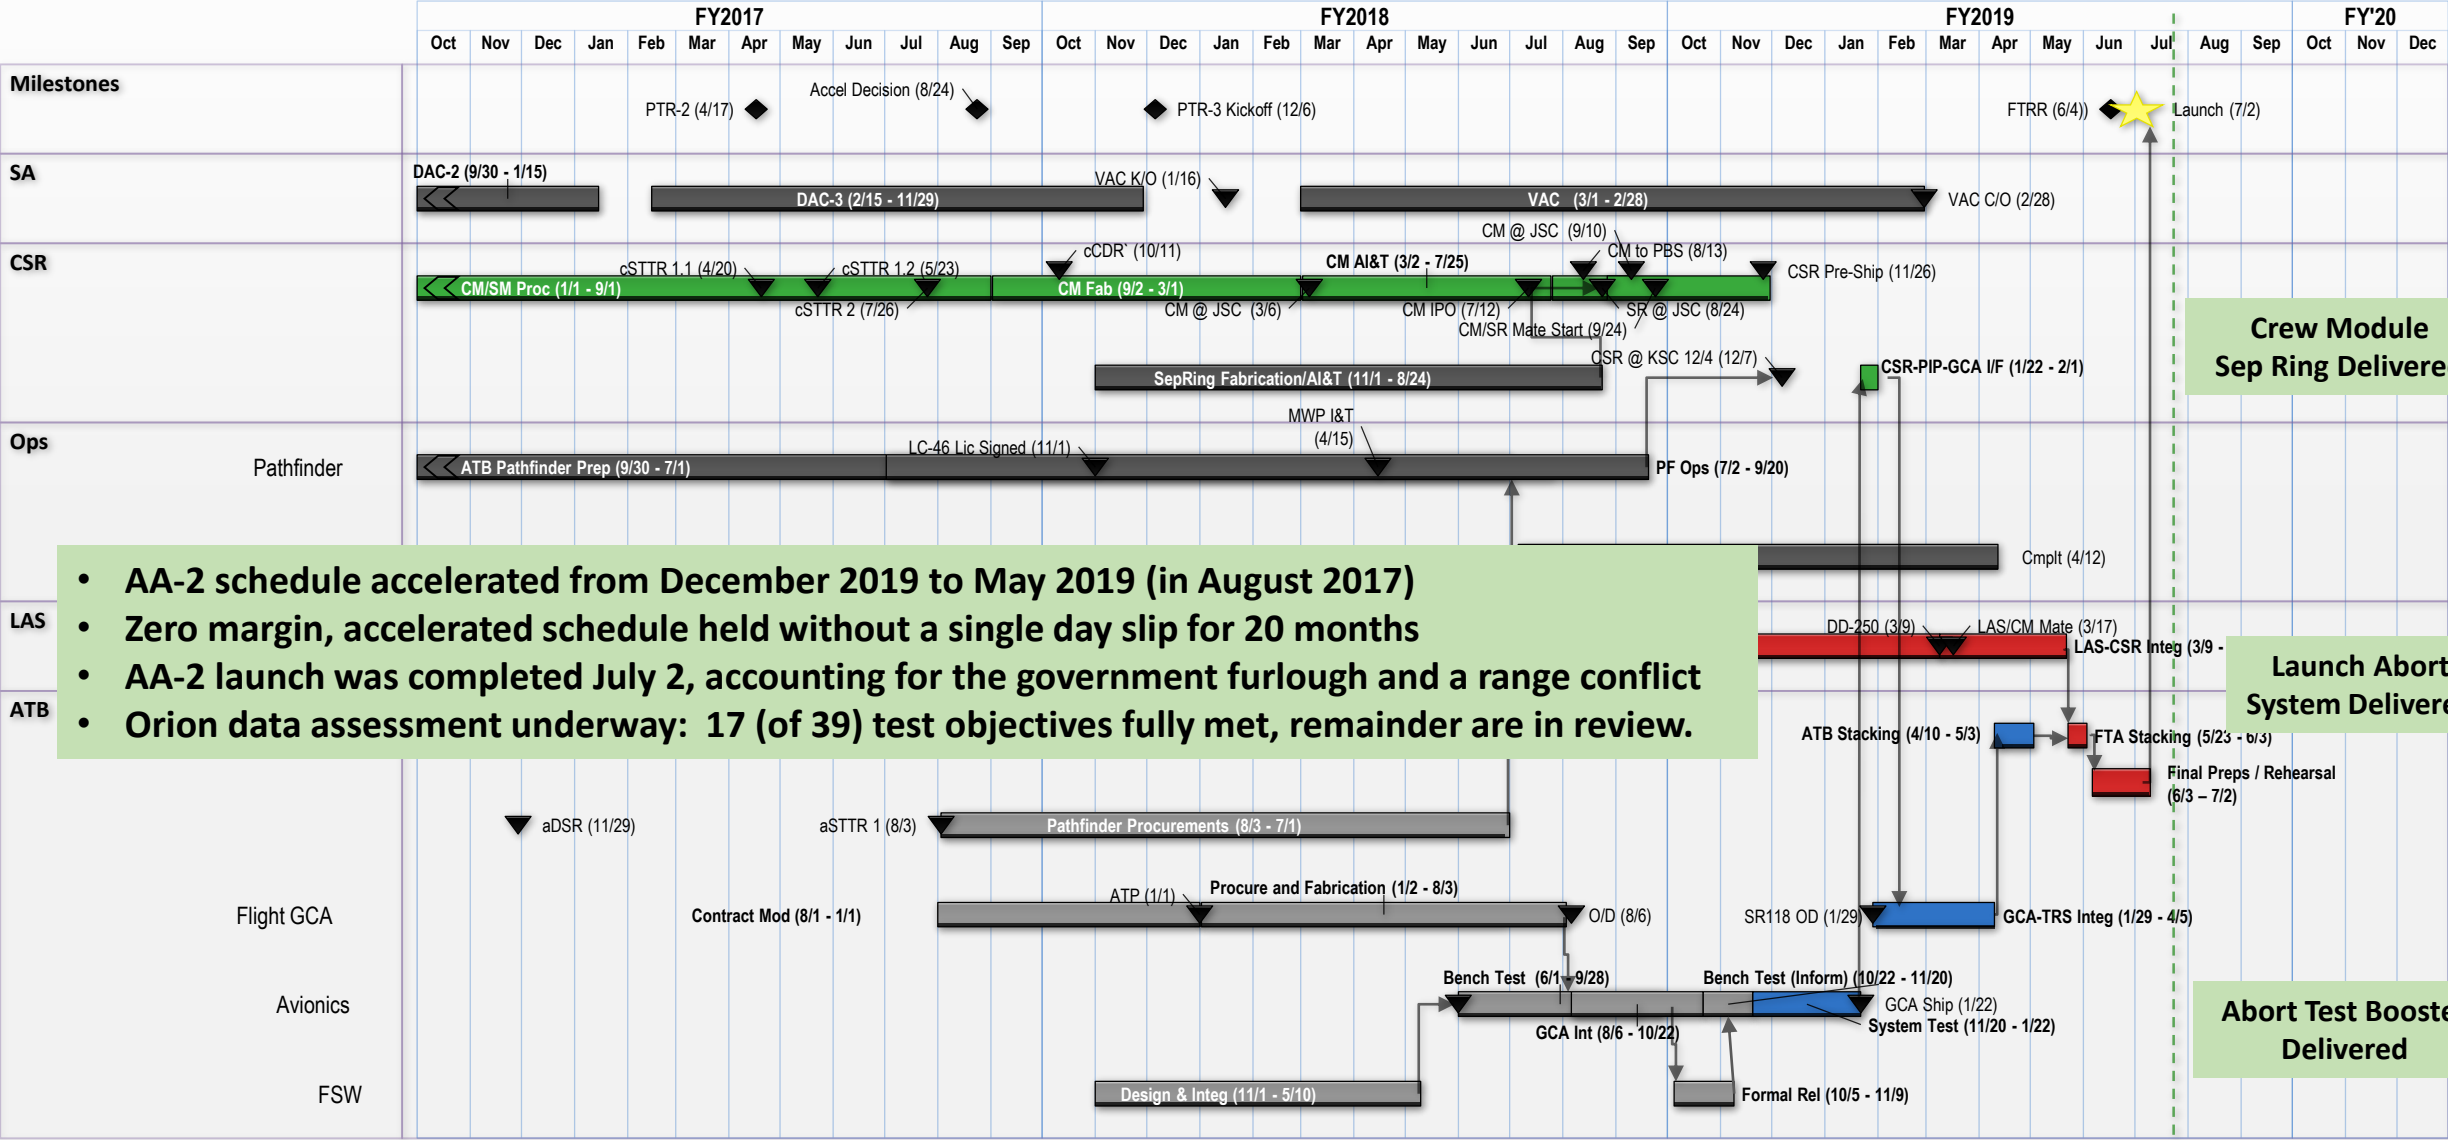 FY2017 FY2018 FY2019 FY'20
Oct Nov Dec Jan Feb Mar Apr May Jun Jul Aug Sep Oct Nov Dec Jan Feb Mar Apr May Jun Jul Aug Sep Oct Nov Dec Jan Feb Mar Apr May Jun Jul Aug Sep Oct Nov Dec
Milestones
Accel Decision (8/24)
PTR-2 (4/17)
PTR-3 Kickoff (12/6)
FTRR (6/4))
Launch (7/2)
SA
DAC-2 (9/30 - 1/15)
DAC-3 (2/15 - 11/29)
VAC K/O (1/16)
VAC (3/1 - 2/28)
VAC C/O (2/28)
CSR
CM @ JSC (9/10)
cCDR` (10/11)
CM to PBS (8/13)
cSTTR 1.1 (4/20)
cSTTR 1.2 (5/23)
CM AI&T (3/2 - 7/25)
CSR Pre-Ship (11/26)
CM/SM Proc (1/1 - 9/1)
CM Fab (9/2 - 3/1)
cSTTR 2 (7/26)
CM @ JSC (3/6)
CM IPO (7/12)
SR @ JSC (8/24)
CM/SR Mate Start (9/24)
Crew Module
Sep Ring Delivere
CSR @ KSC 12/4 (12/7)
SepRing Fabrication/AI&T (11/1 - 8/24)
CSR-PIP-GCA I/F (1/22 - 2/1)
Ops
MWP I&T
(4/15)
LC-46 Lic Signed (11/1)
Pathfinder
ATB Pathfinder Prep (9/30 - 7/1)
PF Ops (7/2 - 9/20)
Cmplt (4/12)
• AA-2 schedule accelerated from December 2019 to May 2019 (in August 2017)
• Zero margin, accelerated schedule held without a single day slip for 20 months
• AA-2 launch was completed July 2, accounting for the government furlough and a range conflict
• Orion data assessment underway: 17 (of 39) test objectives fully met, remainder are in review.
LAS
DD-250 (3/9)
LAS/CM Mate (3/17)
LAS-CSR Integ (3/9 -
Launch Abort
System Delivere
ATB
ATB Stacking (4/10 - 5/3)
FTA Stacking (5/23 - 6/3)
Final Preps / Rehearsal
(6/3 – 7/2)
aDSR (11/29)
aSTTR 1 (8/3)
Pathfinder Procurements (8/3 - 7/1)
Flight GCA
Contract Mod (8/1 - 1/1)
ATP (1/1)
Procure and Fabrication (1/2 - 8/3)
O/D (8/6)
SR118 OD (1/29)
GCA-TRS Integ (1/29 - 4/5)
Avionics
Bench Test (6/1 - 9/28)
Bench Test (Inform) (10/22 - 11/20)
GCA Ship (1/22)
System Test (11/20 - 1/22)
GCA Int (8/6 - 10/22)
Abort Test Booste
Delivered
FSW
Design & Integ (11/1 - 5/10)
Formal Rel (10/5 - 11/9)